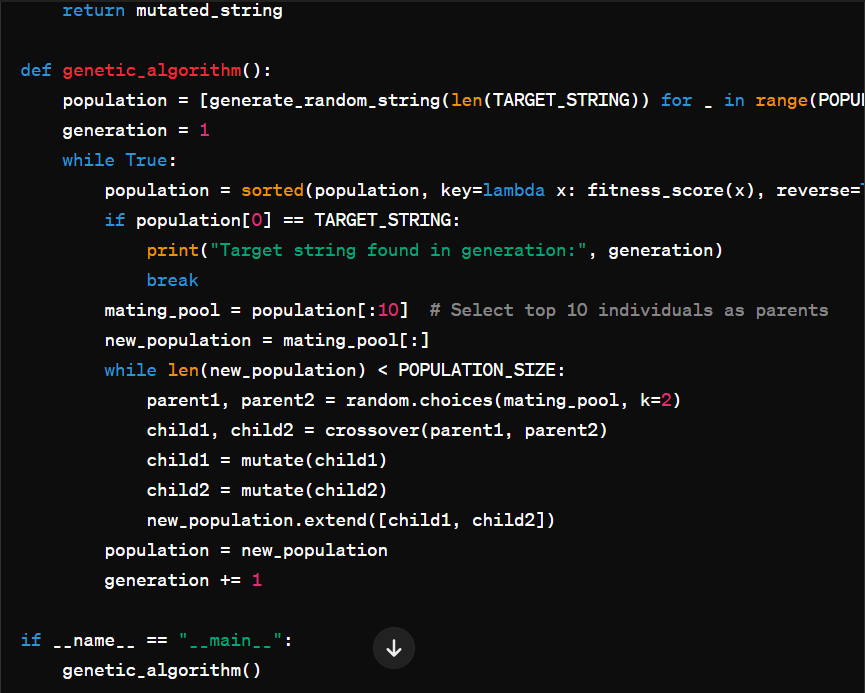 return mutated_string

def genetic_algorithm():
    population = [generate_random_string(len(TARGET_STRING)) for _ in range(
    generation = 1
    while True:
        population = sorted(population, key=lambda x: fitness_score(x), reverse=
        if population[0] == TARGET_STRING:
            print("Target string found in generation:", generation)
            break
        mating_pool = population[:10]  # Select top 10 individuals as parents
        new_population = mating_pool[:]
        while len(new_population) < POPULATION_SIZE:
            parent1, parent2 = random.choices(mating_pool, k=2)
            child1, child2 = crossover(parent1, parent2)
            child1 = mutate(child1)
            child2 = mutate(child2)
            new_population.extend([child1, child2])
        population = new_population
        generation += 1

if __name__ == "__main__":
    genetic_algorithm()